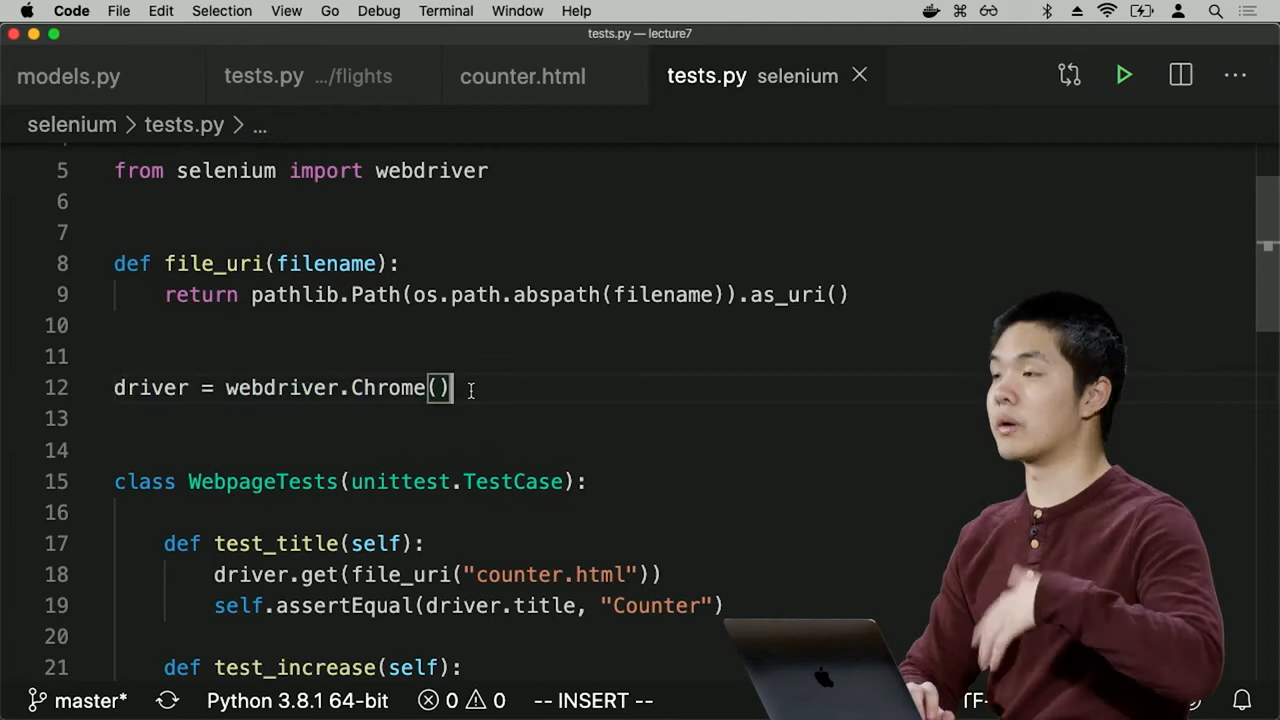 Code File Edit Selection View Go Debug Terminal Window Help
tests.py — lecture7
models.py tests.py .../flights counter.html tests.py selenium
selenium > tests.py > ...
5 from selenium import webdriver
6
7
8 def file_uri(filename):
9 return pathlib.Path(os.path.abspath(filename)).as_uri()
10
11
12 driver = webdriver.Chrome()
13
14
15 class WebpageTests(unittest.TestCase):
16
17 def test_title(self):
18 driver.get(file_uri("counter.html"))
19 self.assertEqual(driver.title, "Counter")
20
21 def test_increase(self):
master* Python 3.8.1 64-bit 0 0 -- INSERT --